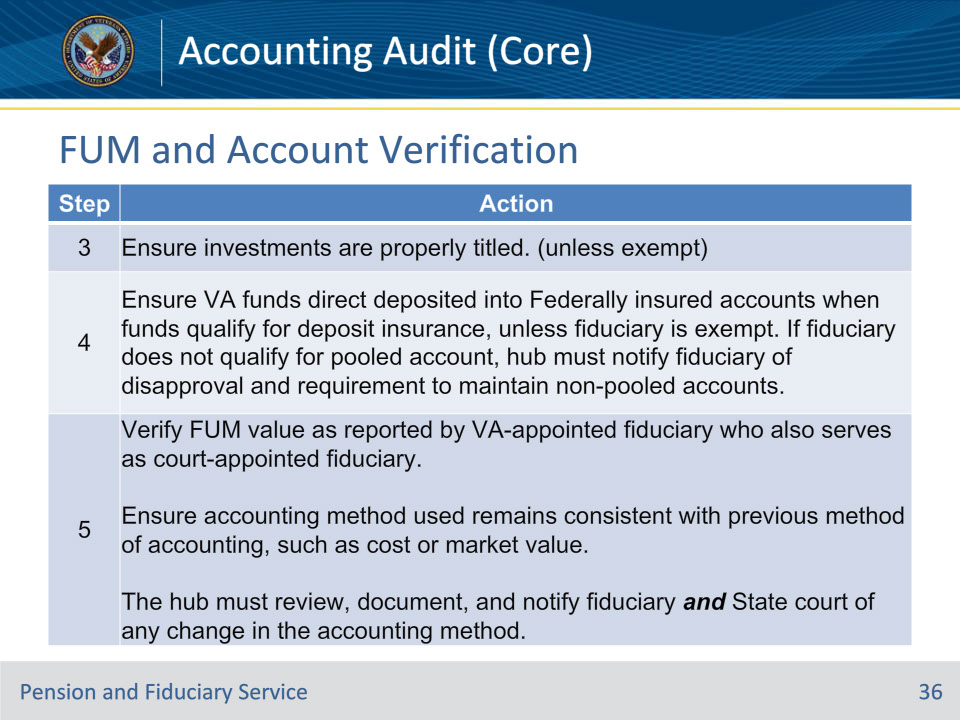 Accounting Audit (Core)
FUM and Account Verification
Step Action
3 Ensure investments are properly titled. (unless exempt)
Ensure VA funds direct deposited into Federally insured accounts when
funds qualify for deposit insurance, unless fiduciary is exempt. If fiduciary
4
does not qualify for pooled account, hub must notify fiduciary of
disapproval and requirement to maintain non-pooled accounts.
Verify FUM value as reported by VA-appointed fiduciary who also serves
as court-appointed fiduciary.
Ensure accounting method used remains consistent with previous method
5
of accounting, such as cost or market value.
The hub must review, document, and notify fiduciary and State court of
any change in the accounting method.
Pension and Fiduciary Service 36